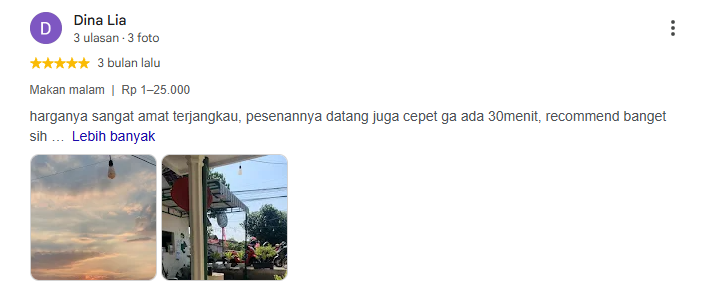 D
Dina Lia
3 ulasan · 3 foto
3 bulan lalu
Makan malam | Rp 1–25.000
harganya sangat amat terjangkau, pesenannya datang juga cepet ga ada 30menit, recommend banget
sih … Lebih banyak